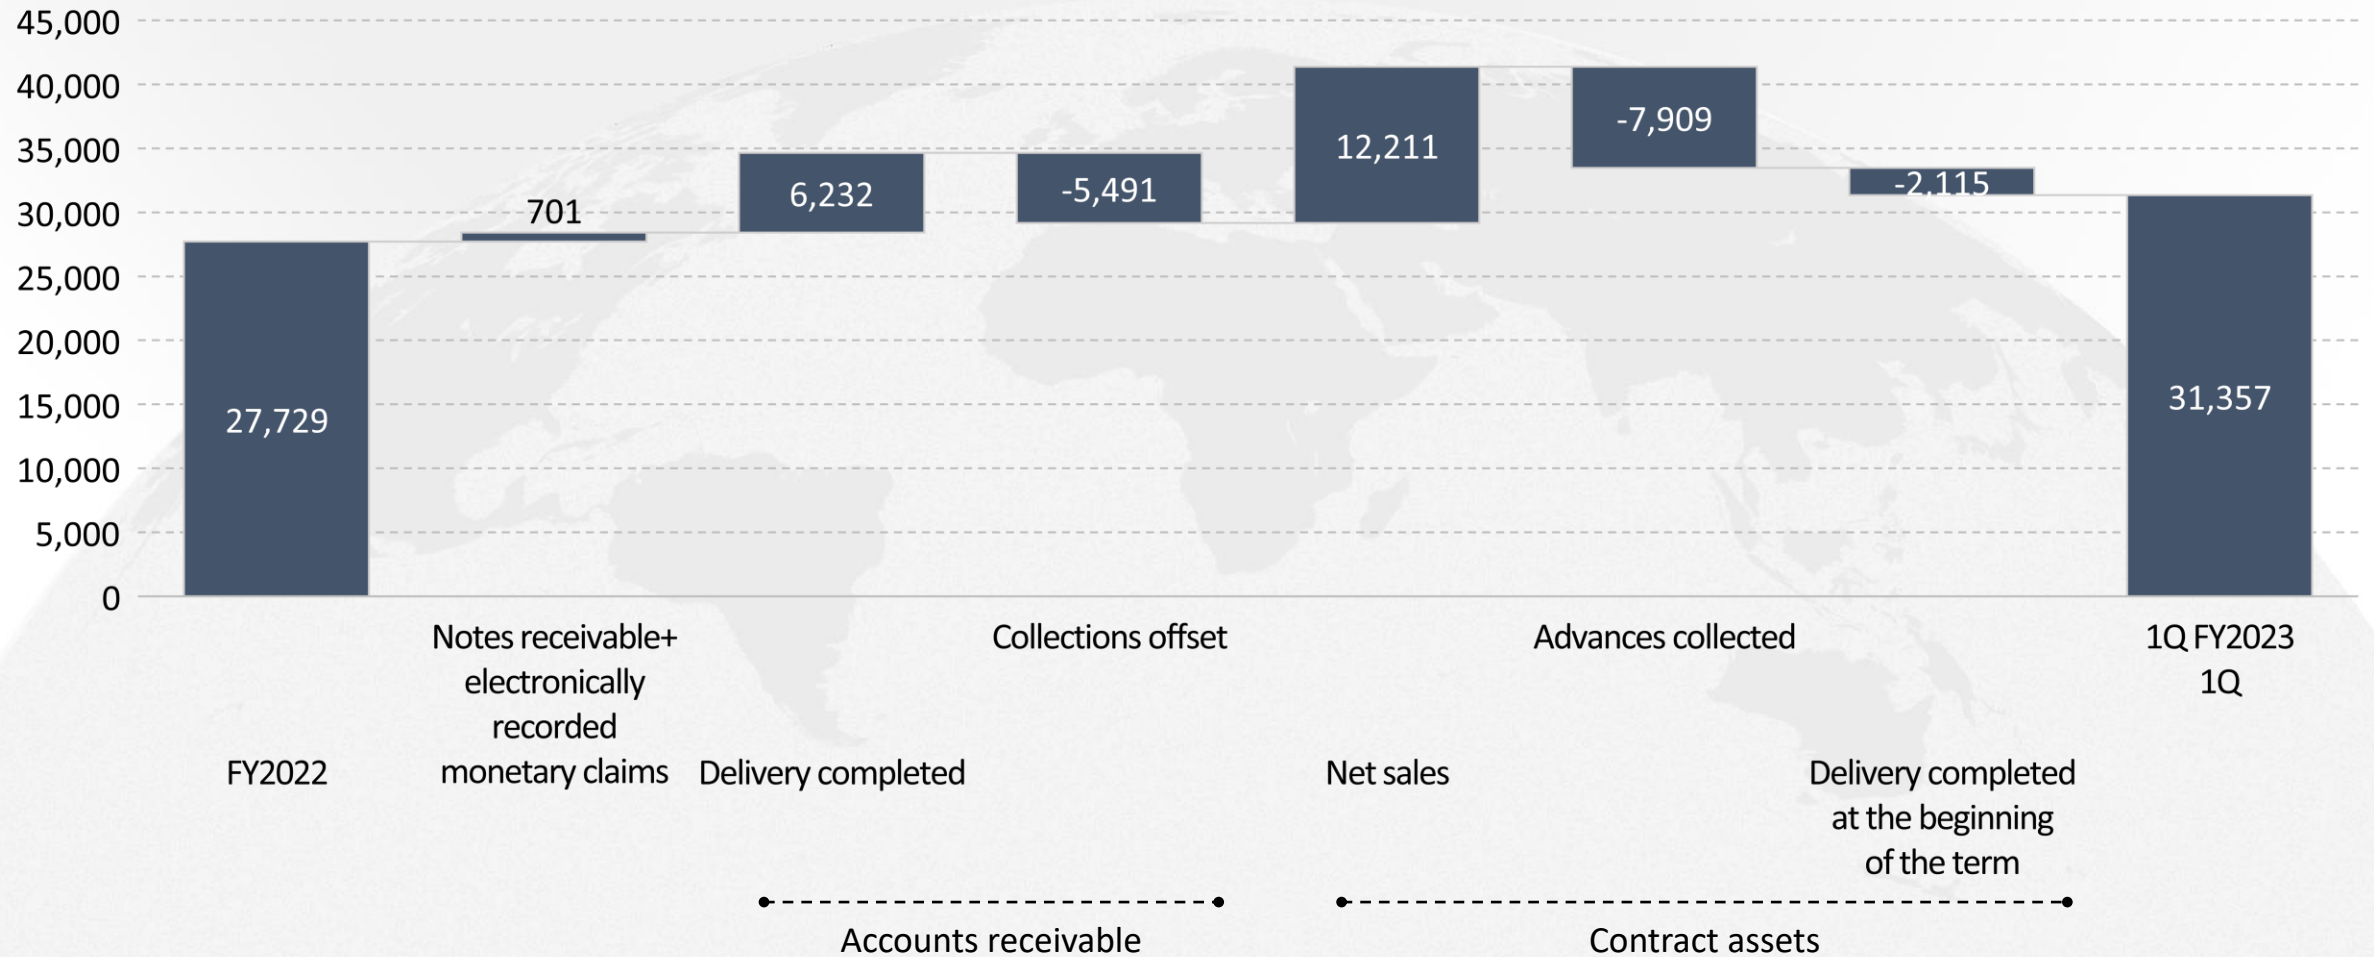 45,000
40,000
35,000
30,000
25,000
20,000
15,000
10,000
5,000
0
27,729
701
6,232
-5,491
12,211
-7,909
-2,115
31,357
FY2022
Notes receivable+
electronically
recorded
monetary claims
Delivery completed
Collections offset
Net sales
Advances collected
Delivery completed
at the beginning
of the term
1Q FY2023
1Q
Accounts receivable
Contract assets